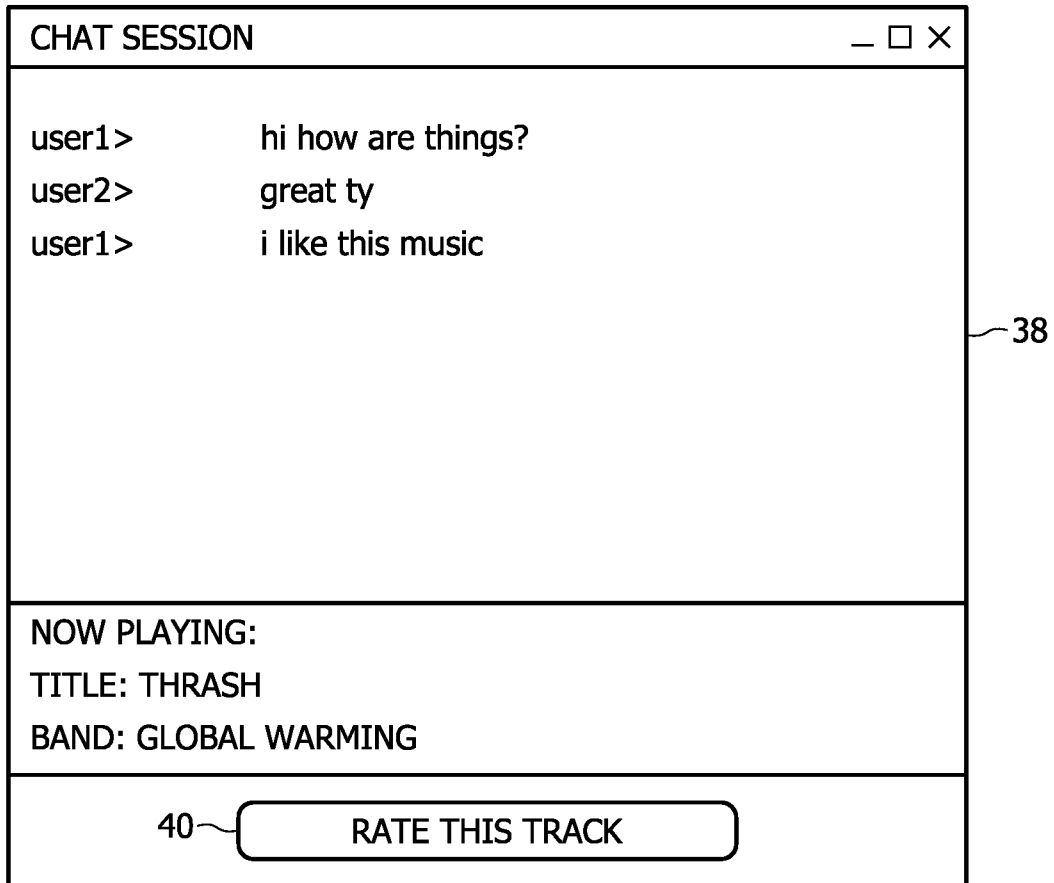 CHAT SESSION
user1> hi how are things?
user2> great ty
user1> i like this music
38
NOW PLAYING:
TITLE: THRASH
BAND: GLOBAL WARMING
40 RATE THIS TRACK